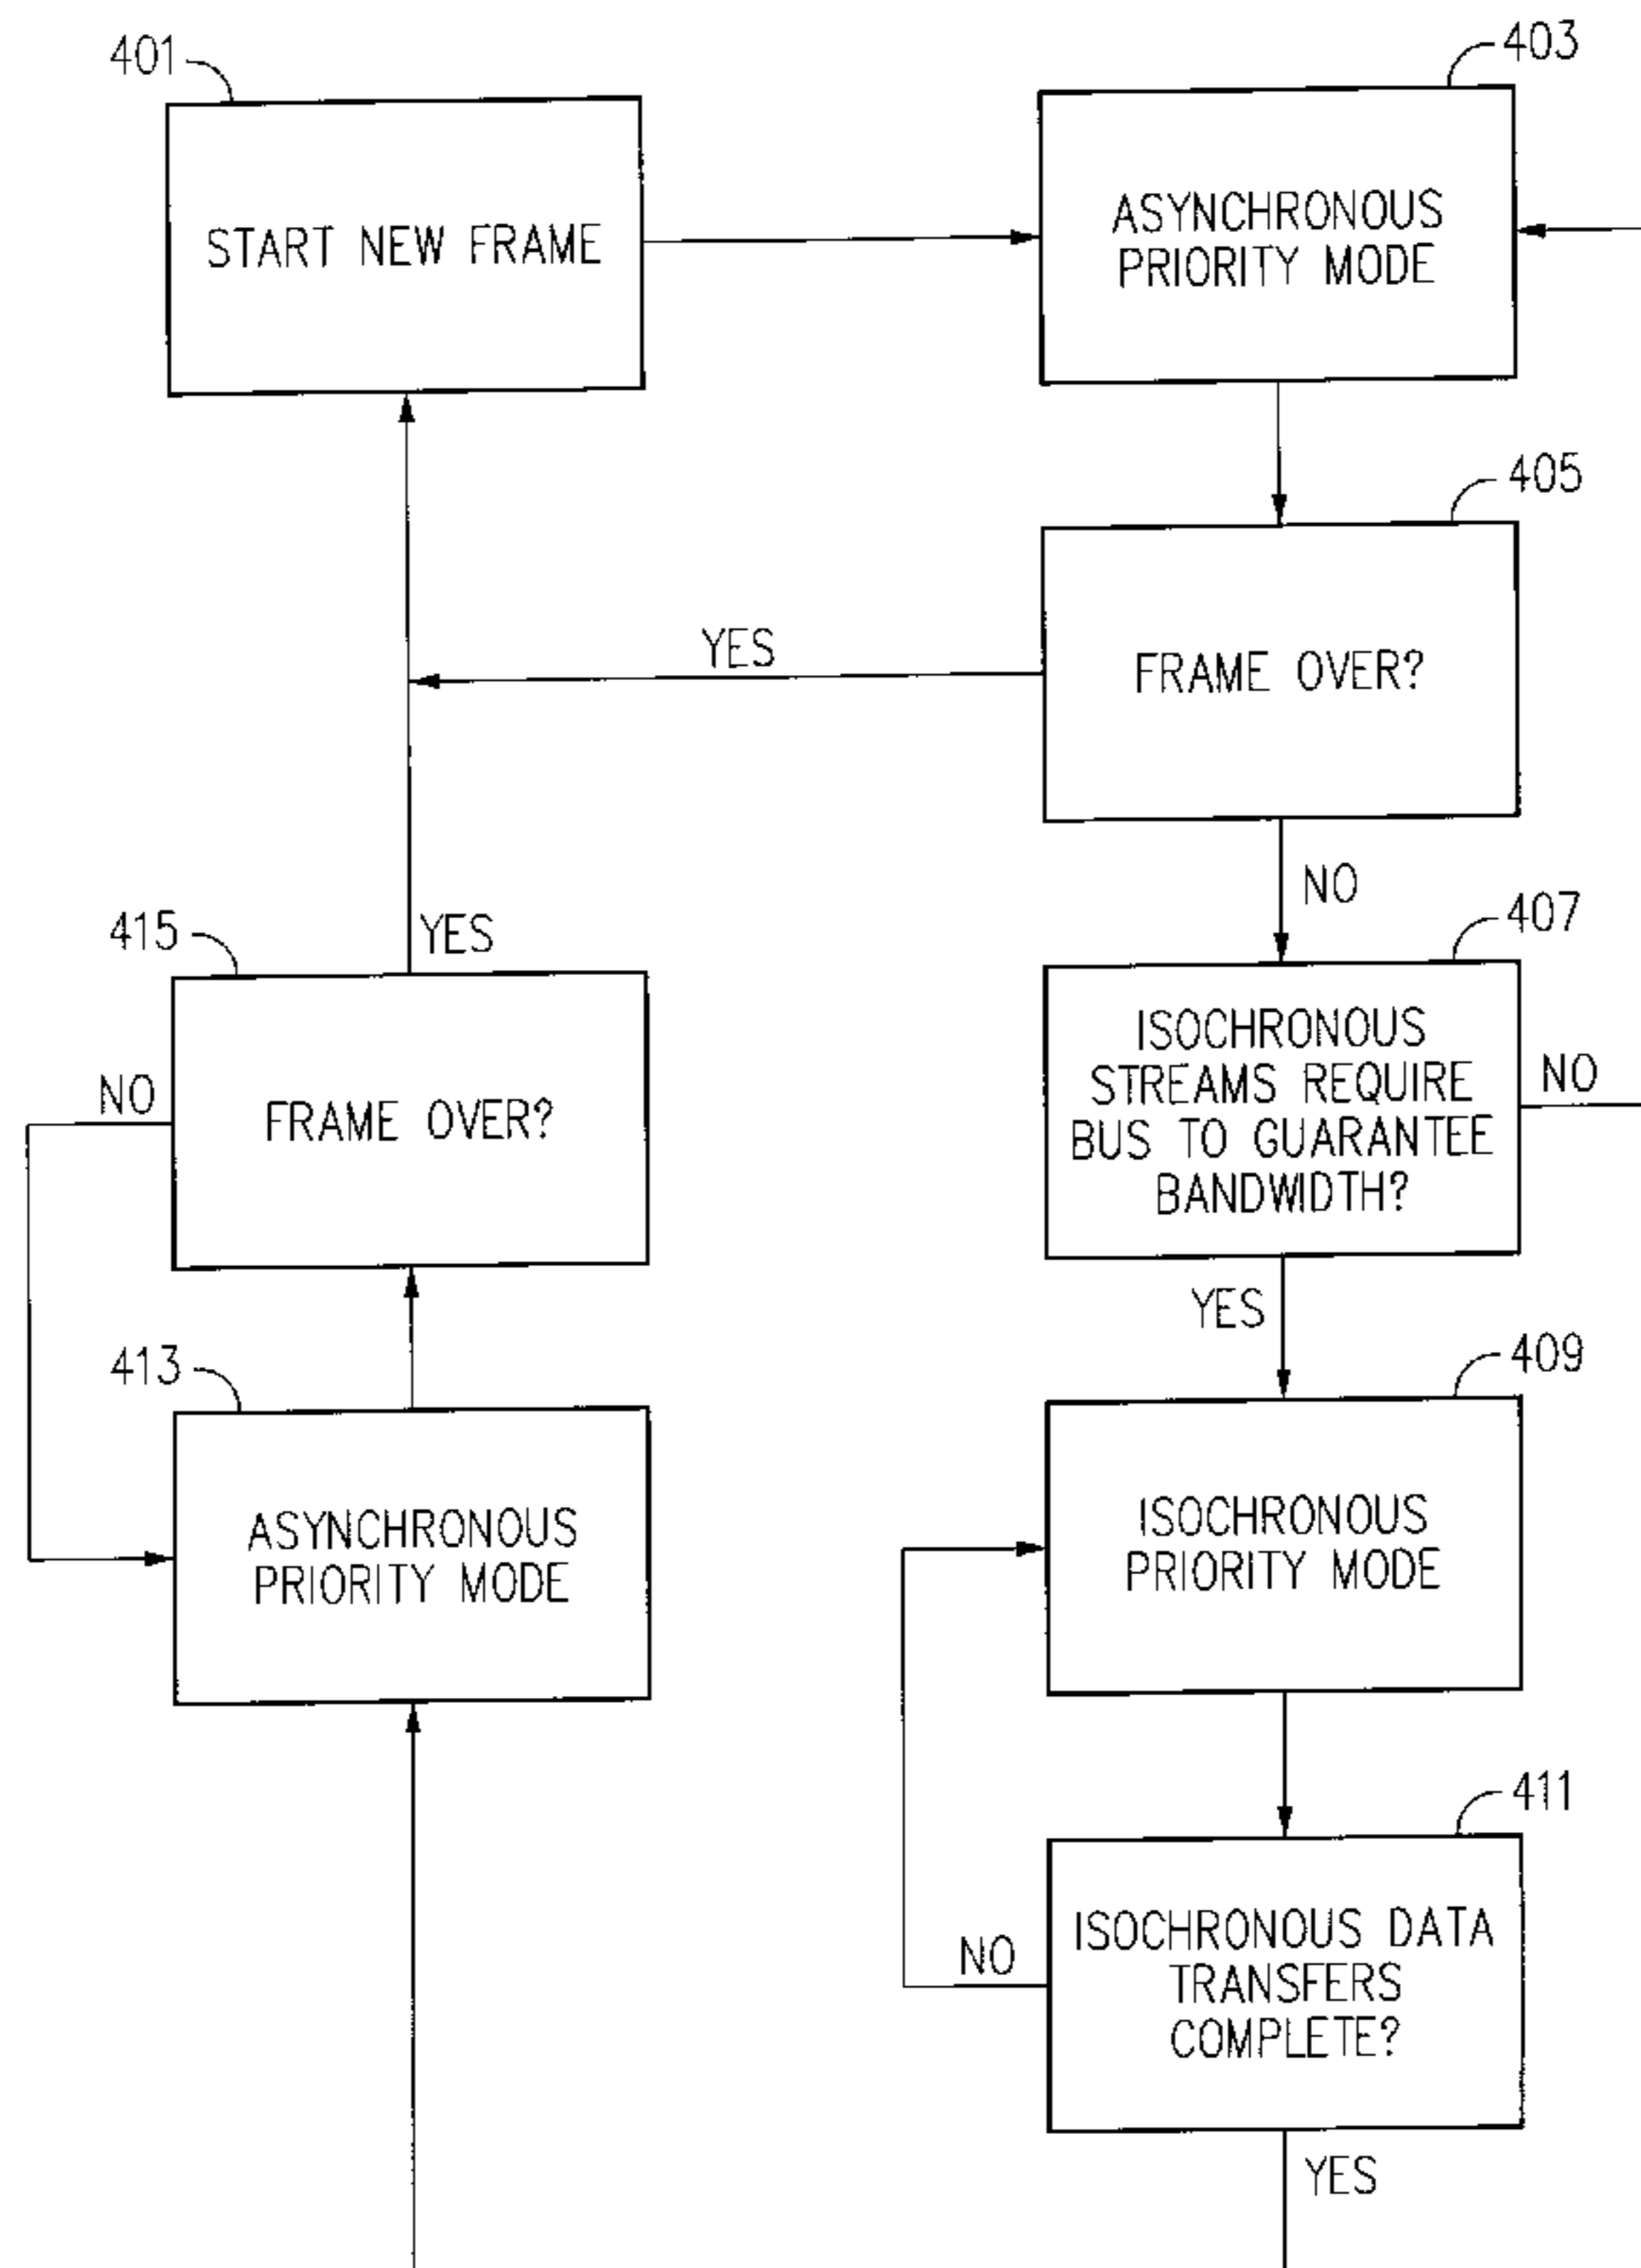 401
START NEW FRAME
403
ASYNCHRONOUS
PRIORITY MODE
405
FRAME OVER?
YES
NO
407
ISOCHRONOUS
STREAMS REQUIRE
BUS TO GUARANTEE
BANDWIDTH?
NO
YES
409
ISOCHRONOUS
PRIORITY MODE
411
ISOCHRONOUS DATA
TRANSFERS
COMPLETE?
NO
YES
413
ASYNCHRONOUS
PRIORITY MODE
415
FRAME OVER?
NO
YES